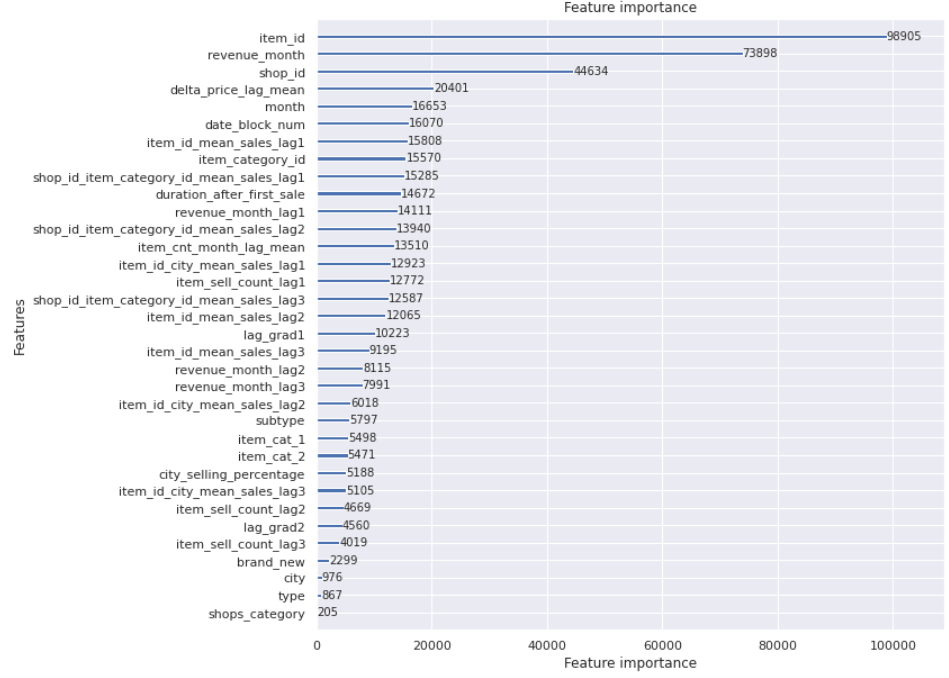 Feature importance
item_id 98905
revenue_month 73898
shop_id 44634
delta_price_lag_mean 20401
month 16653
date_block_num 16070
item_id_mean_sales_lag1 15808
item_category_id 15570
shop_id_item_category_id_mean_sales_lag1 15285
duration_after_first_sale 14672
revenue_month_lag1 14111
shop_id_item_category_id_mean_sales_lag2 13940
item_cnt_month_lag_mean 13510
item_id_city_mean_sales_lag1 12923
item_sell_count_lag1 12772
shop_id_item_category_id_mean_sales_lag3 12587
item_id_mean_sales_lag2 12065
lag_grad1 10223
item_id_mean_sales_lag3 9195
revenue_month_lag2 8115
revenue_month_lag3 7991
item_id_city_mean_sales_lag2 6018
subtype 5797
item_cat_1 5498
item_cat_2 5471
city_selling_percentage 5188
item_id_city_mean_sales_lag3 5105
item_sell_count_lag2 4669
lag_grad2 4560
item_sell_count_lag3 4019
brand_new 2299
city 976
type 867
shops_category 205
Features
0 20000 40000 60000 80000 100000
Feature importance